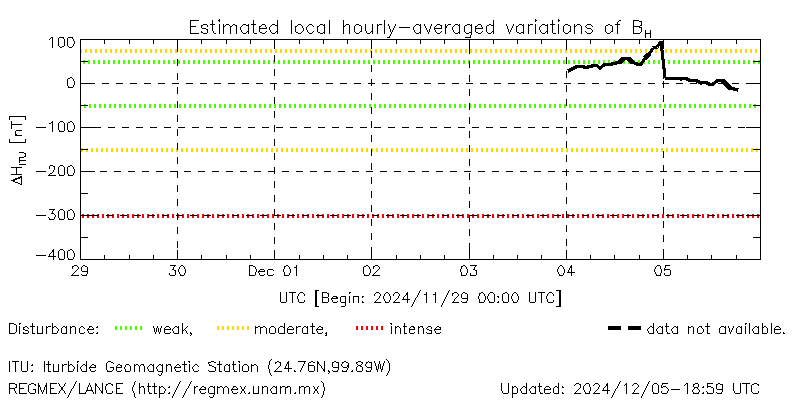 Estimated local hourly-averaged variations of BH
100
0
-100
-200
-300
-400
ΔHITU [nT]
29 30 Dec 01 02 03 04 05
UTC [Begin: 2024/11/29 00:00 UTC]
Disturbance: weak, moderate, intense data not available.
ITU: Iturbide Geomagnetic Station (24.76N,99.89W)
REGMEX/LANCE (http://regmex.unam.mx) Updated: 2024/12/05-18:59 UTC